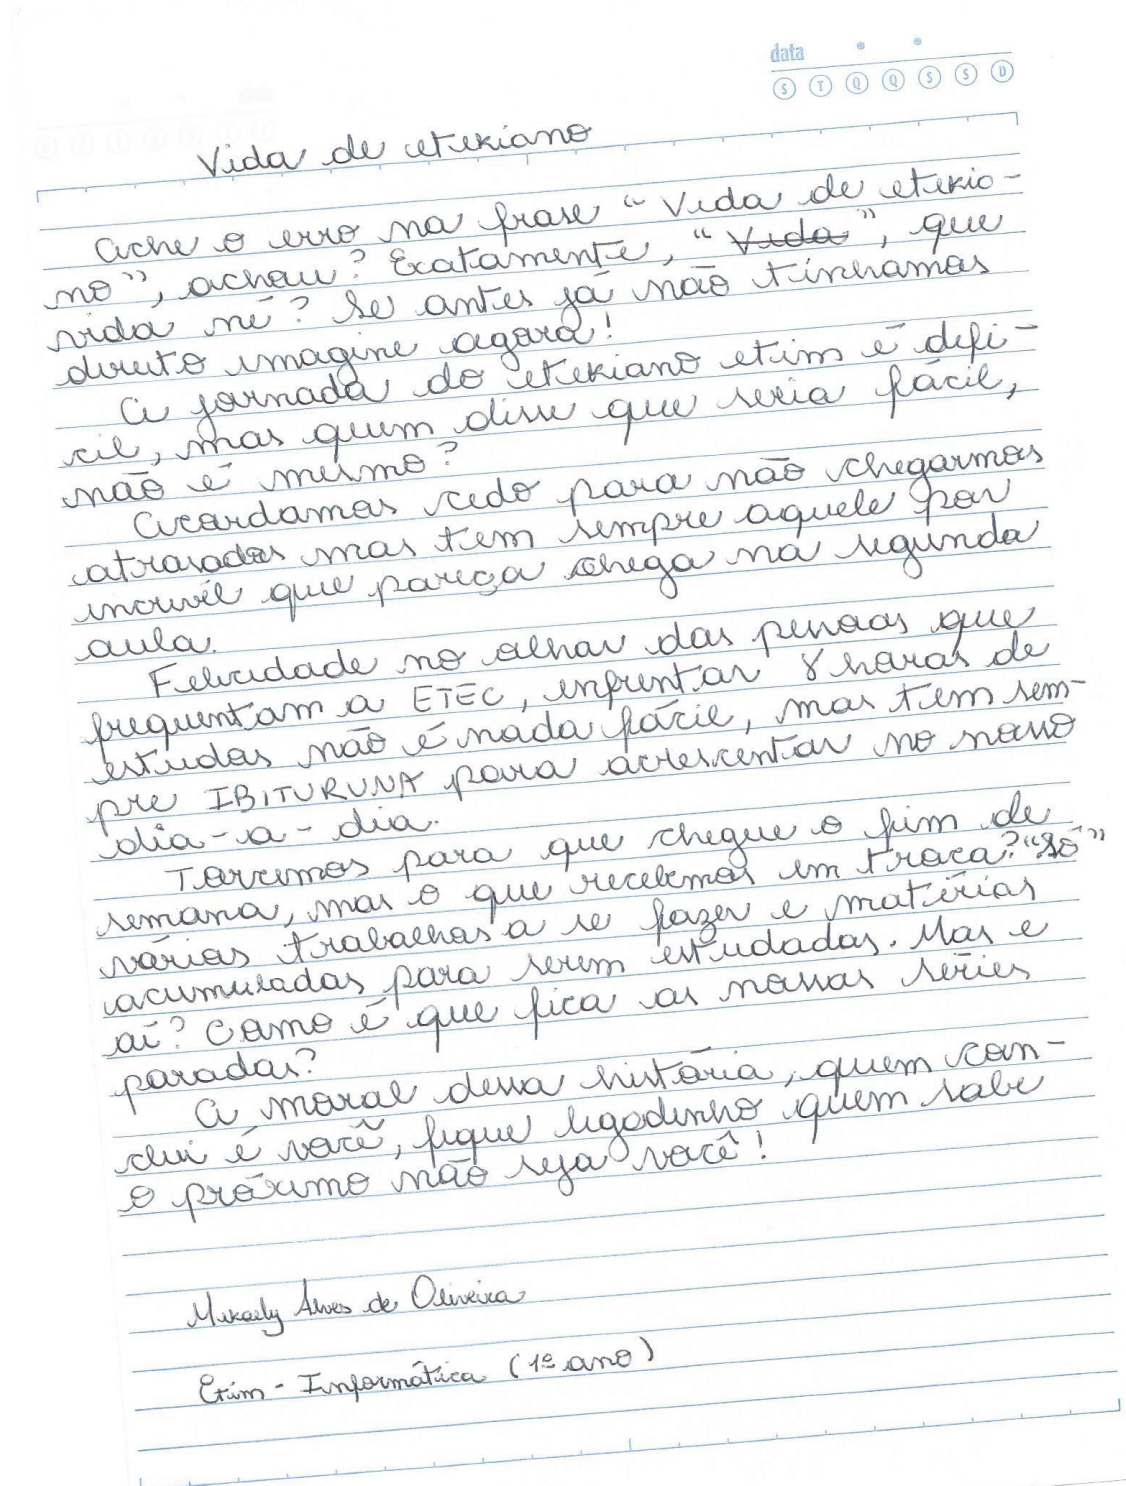 data
S T Q Q S S D
Vida de etekiano
Ache o erro na frase "Vida de etekia-
no", achou? Exatamente, "Vida", que
vida né? Se antes já não tínhamos
direito imagine agora!
A jornada do etekiano etim é difi-
cil, mas quem disse que seria fácil,
não é mesmo?
Acordamos cedo para não chegarmos
atrasados mas tem sempre aquele por
incrivél que pareça chega na segunda
aula.
Felicidade no olhar das pessoas que
frequentam a ETEC, enfrentar 8 horas de
estudos não é nada fácil, mas tem sem-
pre IBITURUNA para acrescentar no nosso
dia-a-dia.
Torcemos para que chegue o fim de
semana, mas o que recebemos em troca? "Só"
vários trabalhos a se fazer e matérias
acumuladas para serem estudadas. Mas e
aí? Como é que fica as nossas séries
paradas?
A moral dessa história, quem con-
clui é você, fique ligadinho quem sabe
o próximo não seja você!
Mikaely Alves de Oliveira
Etim - Informática (1º ano)